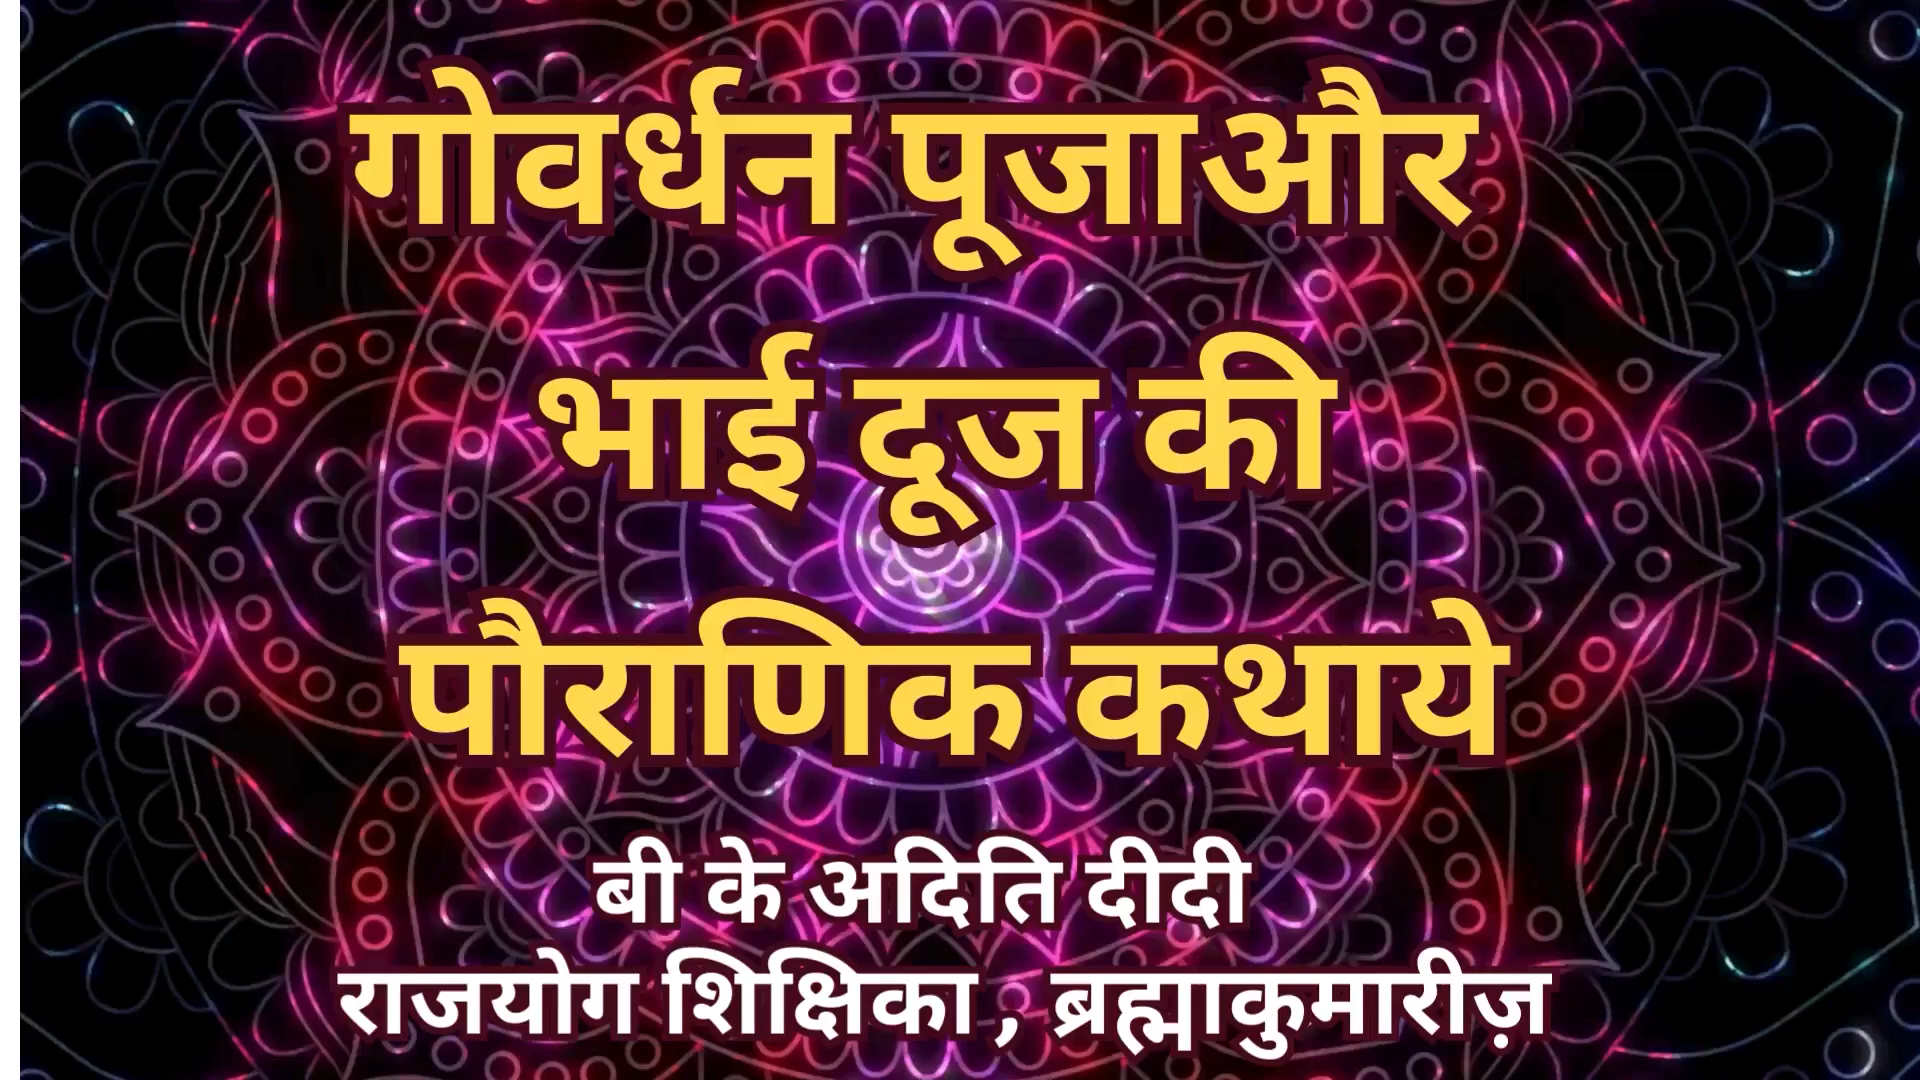 गोवर्धन पूजाऔर
भाई दूज की
पौराणिक कथाये
बी के अदिति दीदी
राजयोग शिक्षिका , ब्रह्माकुमारीज़